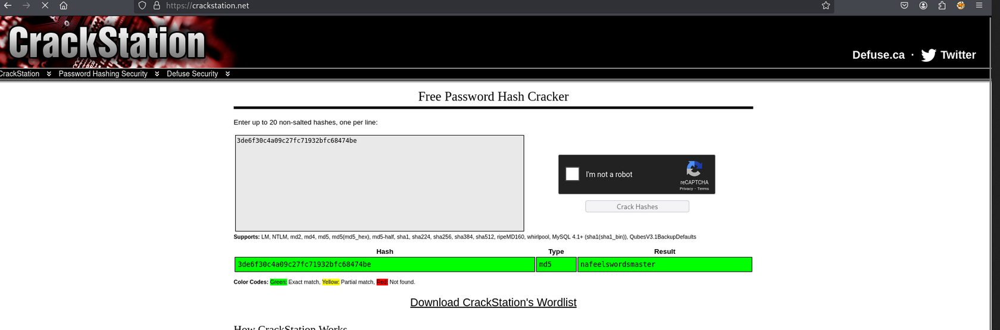 https://crackstation.net
CrackStation
Defuse.ca · Twitter
CrackStation Password Hashing Security Defuse Security
Free Password Hash Cracker
Enter up to 20 non-salted hashes, one per line:
3de6f30c4a09c27fc71932bfc68474be
I'm not a robot
reCAPTCHA
Privacy - Terms
Crack Hashes
Supports: LM, NTLM, md2, md4, md5, md5(md5_hex), md5-half, sha1, sha224, sha256, sha384, sha512, ripeMD160, whirlpool, MySQL 4.1+ (sha1(sha1_bin)), QubesV3.1BackupDefaults
Hash Type Result
3de6f30c4a09c27fc71932bfc68474be md5 nafeelswordsmaster
Color Codes: Green: Exact match, Yellow: Partial match, Red: Not found.
Download CrackStation's Wordlist
How CrackStation Works